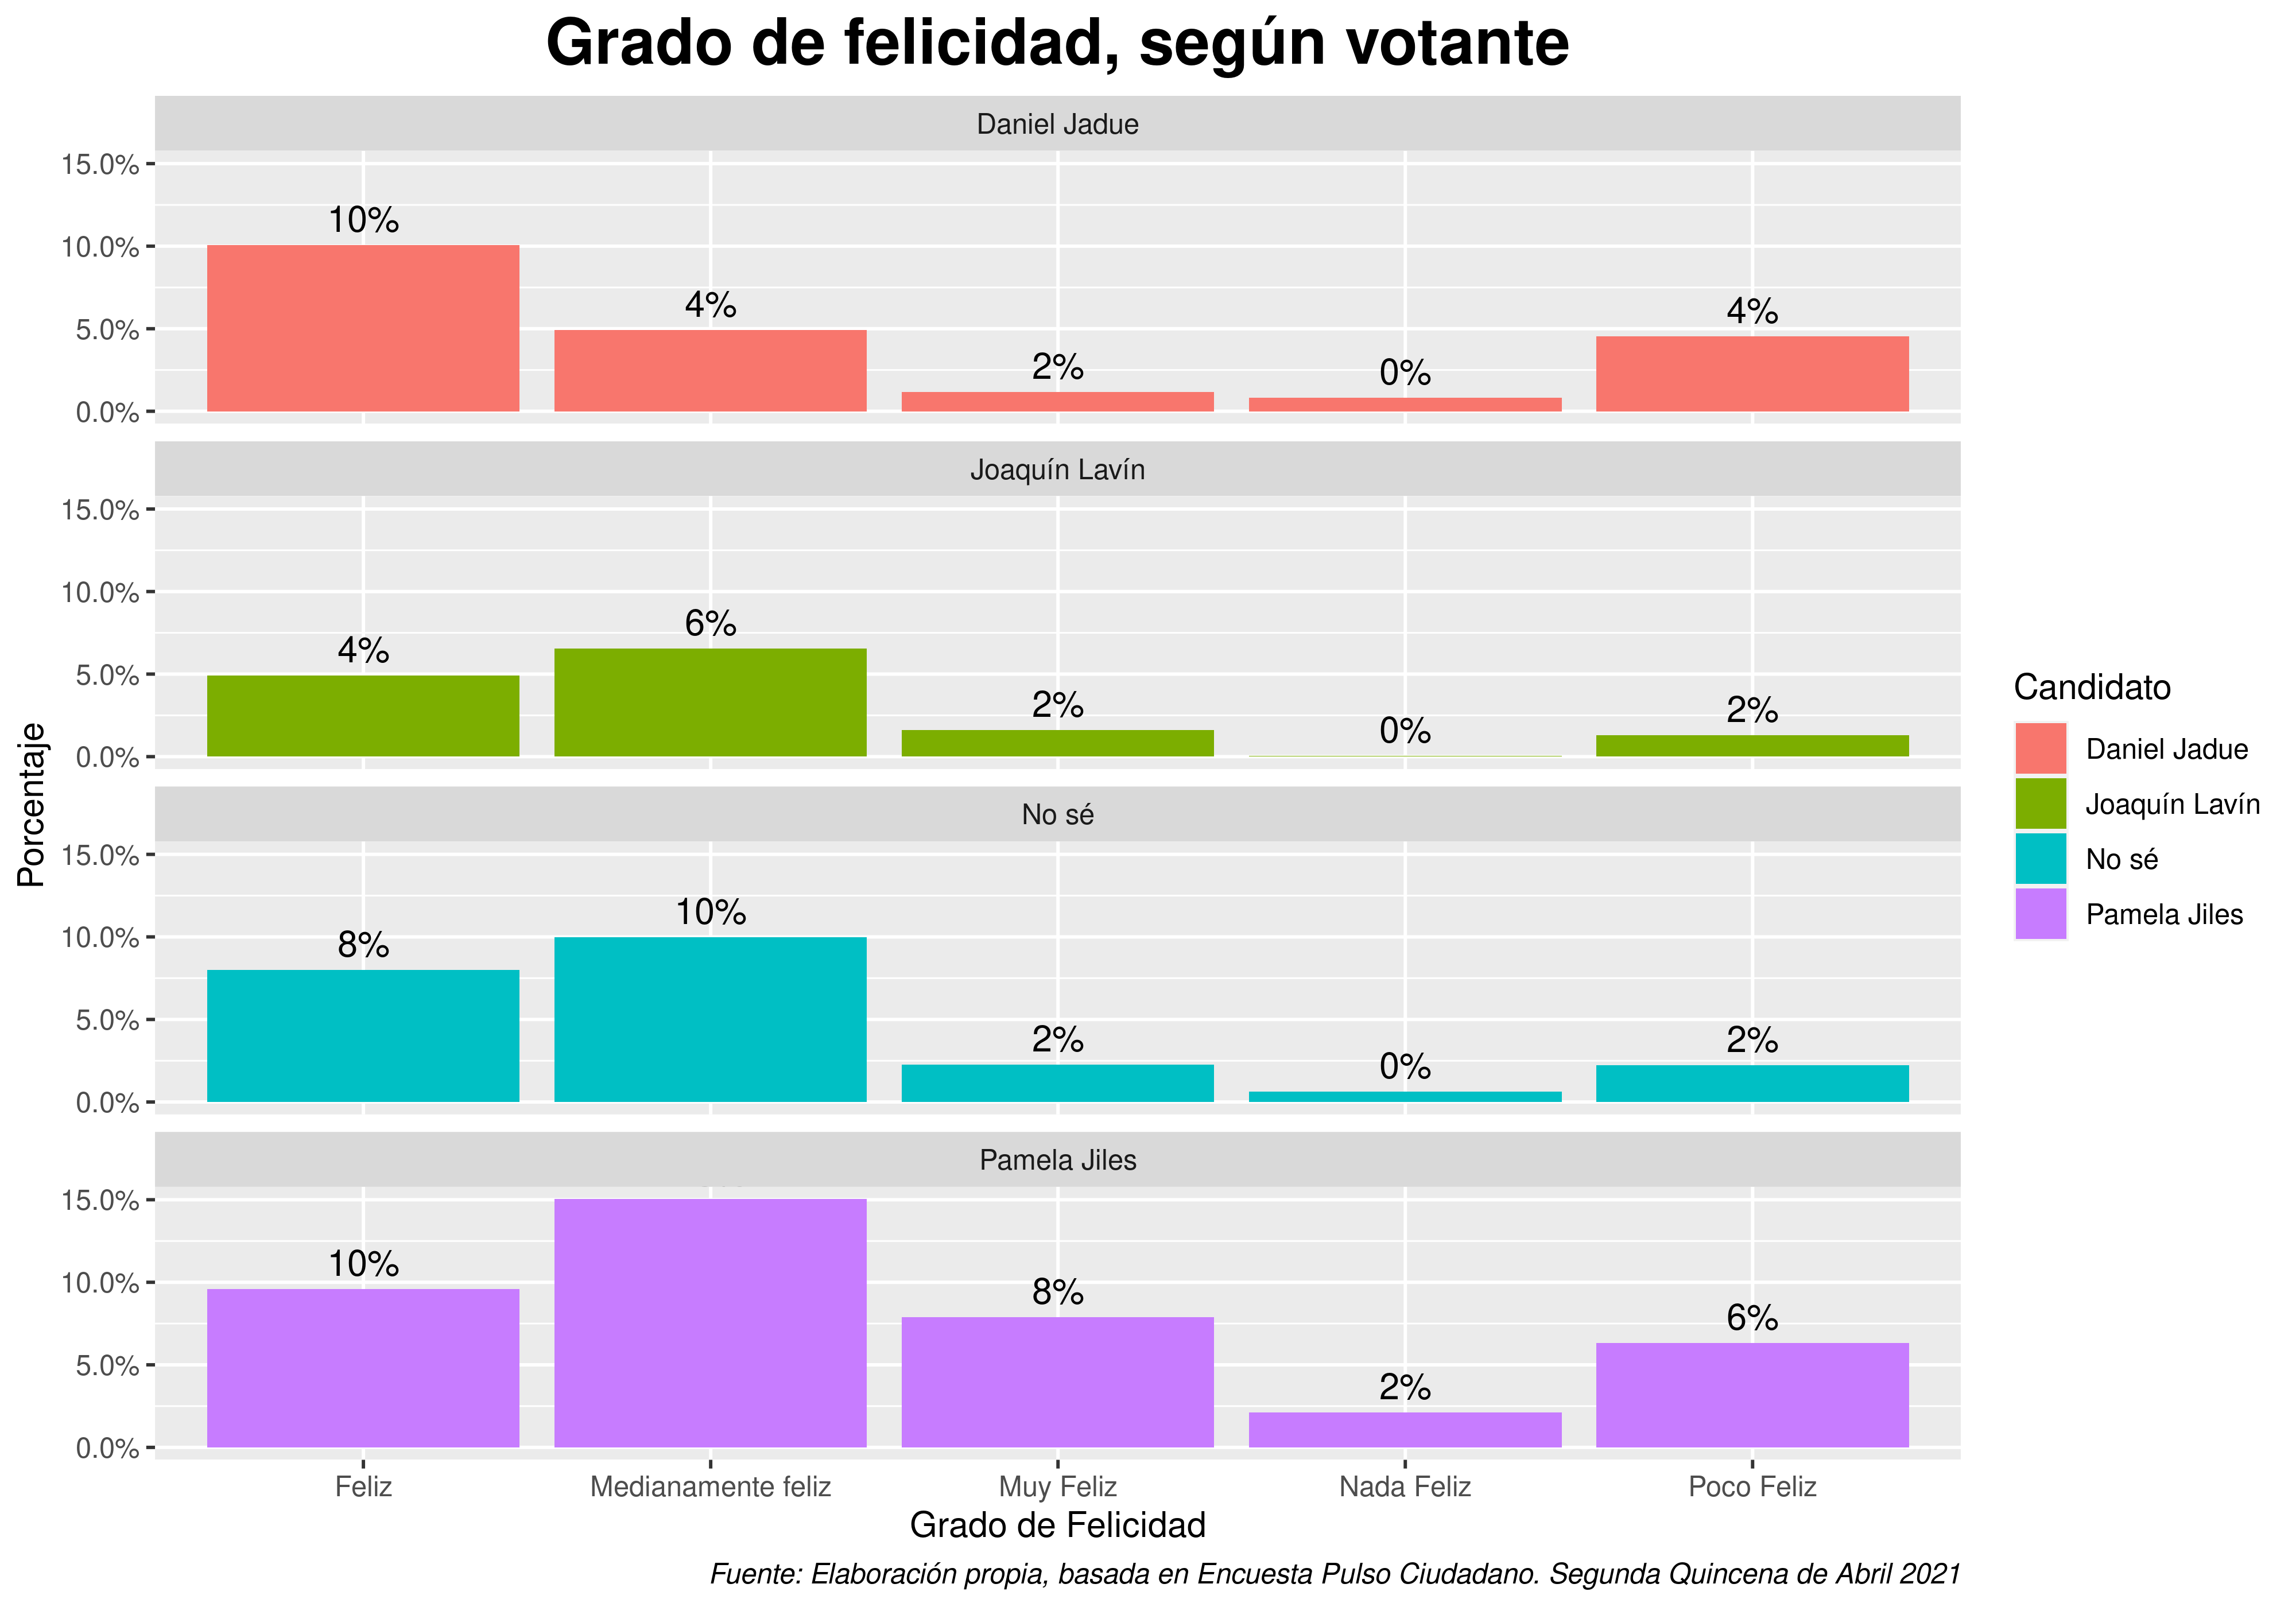 Grado de felicidad, según votante
Daniel Jadue
15.0%
10.0%
5.0%
0.0%
10%
4%
2%
0%
4%
Joaquín Lavín
15.0%
10.0%
5.0%
0.0%
4%
6%
2%
0%
2%
No sé
15.0%
10.0%
5.0%
0.0%
8%
10%
2%
0%
2%
Pamela Jiles
15.0%
10.0%
5.0%
0.0%
10%
8%
2%
6%
Feliz
Medianamente feliz
Muy Feliz
Nada Feliz
Poco Feliz
Grado de Felicidad
Porcentaje
Candidato
Daniel Jadue
Joaquín Lavín
No sé
Pamela Jiles
Fuente: Elaboración propia, basada en Encuesta Pulso Ciudadano. Segunda Quincena de Abril 2021